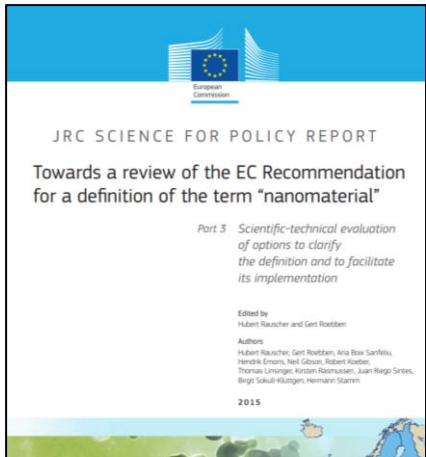 European
Commission
JRC SCIENCE FOR POLICY REPORT
Towards a review of the EC Recommendation
for a definition of the term “nanomaterial”
Part 3 Scientific-technical evaluation
of options to clarify
the definition and to facilitate
its implementation
Edited by
Hubert Rauscher and Gert Roebben
Authors
Hubert Rauscher, Gert Roebben, Ana Boix Sanfeliu,
Hendrik Emons, Neil Gibson, Robert Koeber,
Thomas Linsinger, Kirsten Rasmussen, Juan Riego Sintes,
Birgit Sokull-Klüttgen, Hermann Stamm
2015